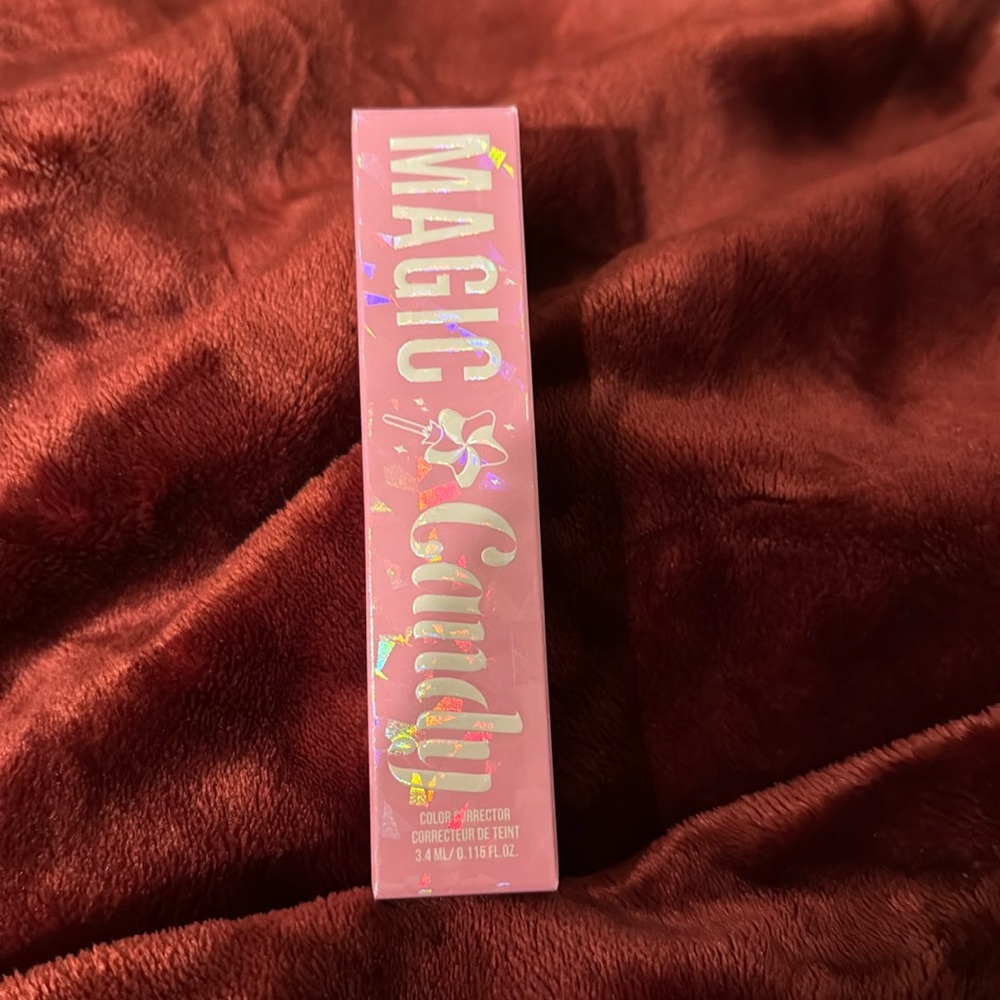 MAGIC
Candy
COLOR CORRECTOR
CORRECTEUR DE TEINT
3.4 ML/ 0.115 FL.OZ.